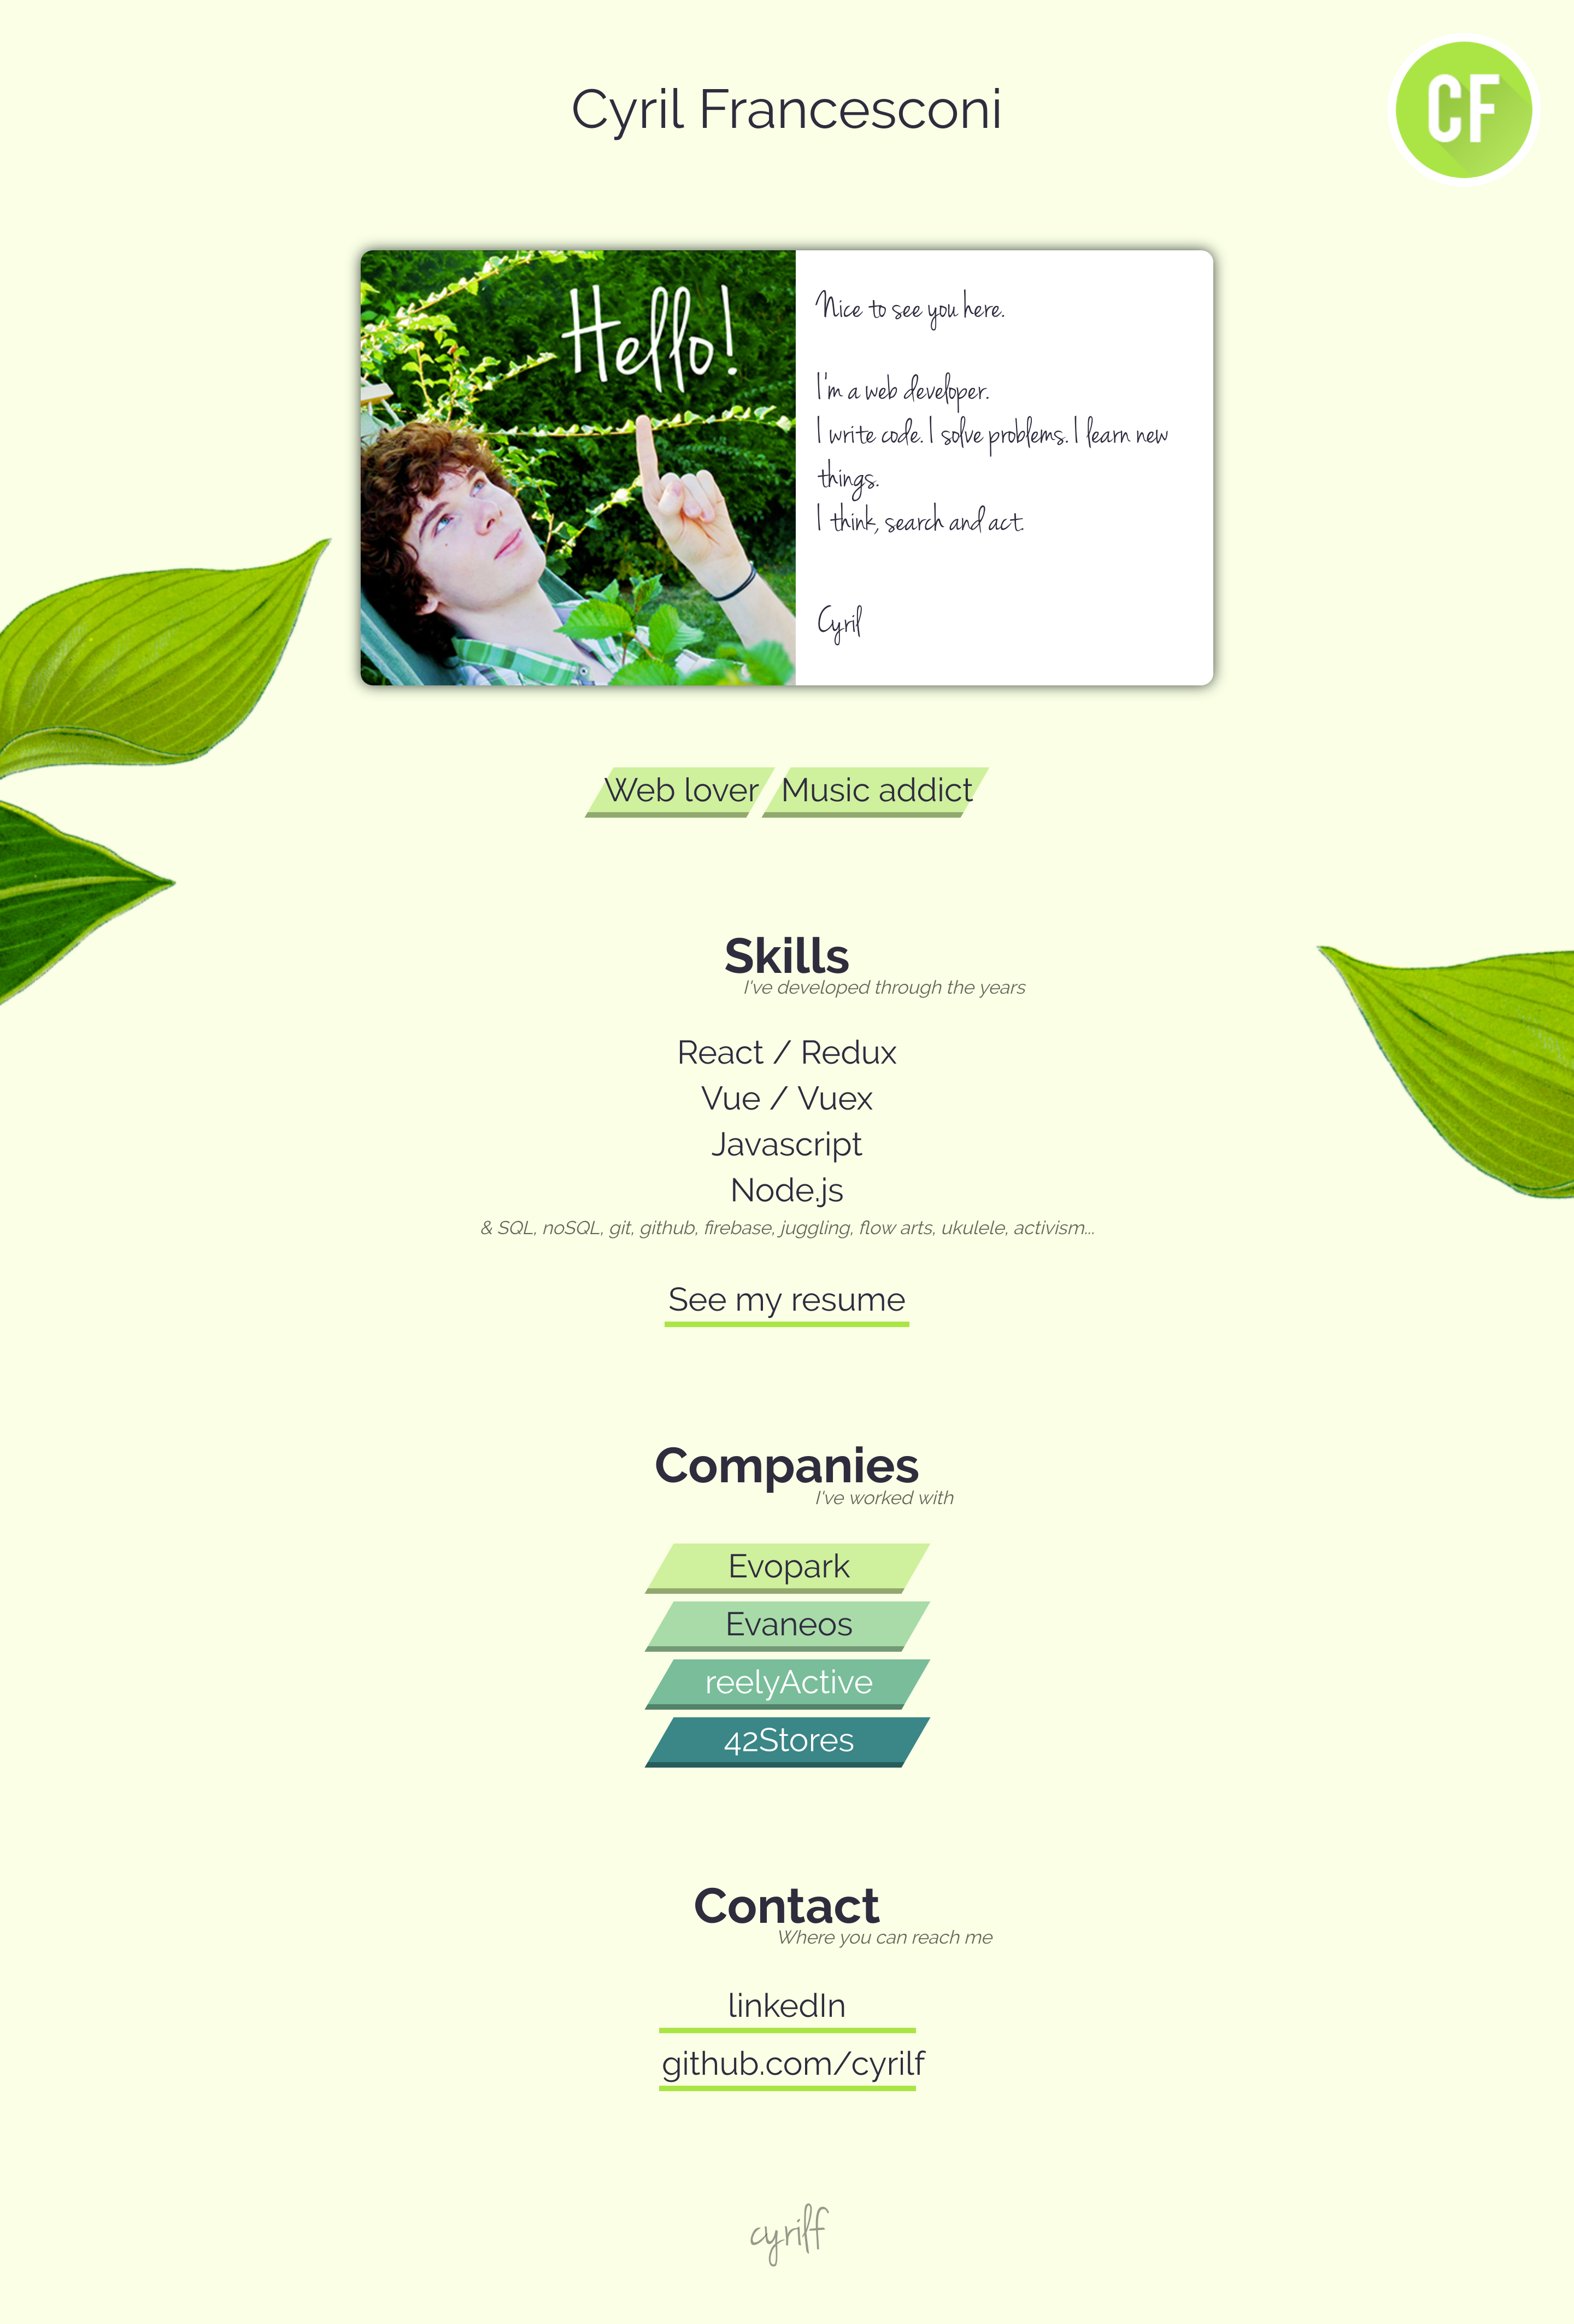 Cyril Francesconi
CF
Hello!
Nice to see you here.
I'm a web developer.
I write code. I solve problems. I learn new
things.
I think, search and act.
Cyril
Web lover Music addict
Skills
I've developed through the years
React / Redux
Vue / Vuex
Javascript
Node.js
& SQL, noSQL, git, github, firebase, juggling, flow arts, ukulele, activism...
See my resume
Companies
I've worked with
Evopark
Evaneos
reelyActive
42Stores
Contact
Where you can reach me
linkedIn
github.com/cyrilf
cyrilf